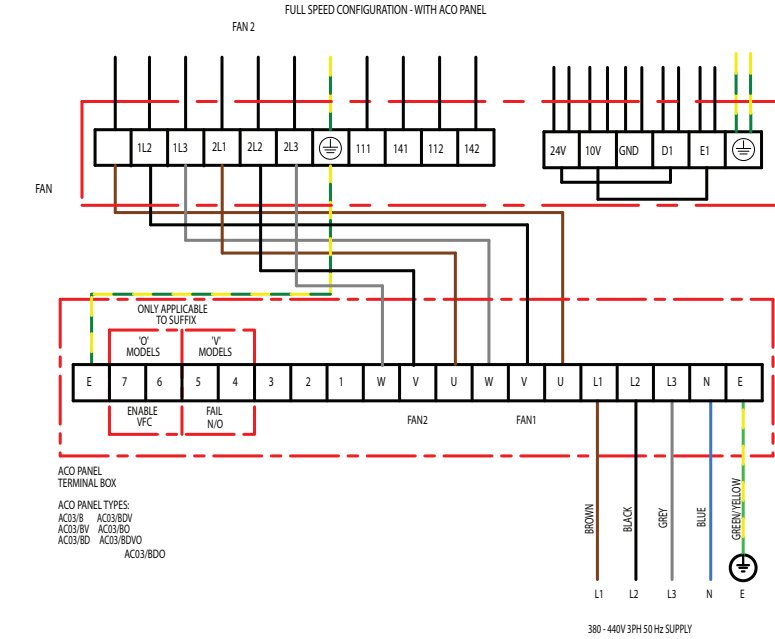 FULL SPEED CONFIGURATION - WITH ACO PANEL
FAN 2
1L2 1L3 2L1 2L2 2L3 111 141 112 142
24V 10V GND D1 E1
FAN
ONLY APPLICABLE
TO SUFFIX
'O'
MODELS
'V'
MODELS
E 7 6 5 4 3 2 1 W V U W V U L1 L2 L3 N E
ENABLE
VFC
FAIL
N/O
FAN2
FAN1
ACO PANEL
TERMINAL BOX
ACO PANEL TYPES:
AC03/B AC03/BDV
AC03/BV AC03/BO
AC03/BD AC03/BDVO
AC03/BDO
BROWN
BLACK
GREY
BLUE
GREEN/YELLOW
L1 L2 L3 N E
380 - 440V 3PH 50 Hz SUPPLY